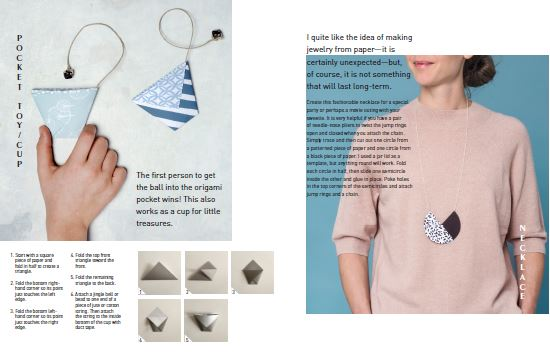 POCKET TOY/CUP
The first person to get
the ball into the origami
pocket wins! This also
works as a cup for little
treasures.
1. Start with a square
piece of paper and
fold in half to create a
triangle.
2. Fold the bottom right-
hand corner so its point
just touches the left
edge.
3. Fold the bottom left-
hand corner so its point
just touches the right
edge.
4. Fold the top front
triangle toward the
front.
5. Fold the remaining
triangle to the back.
6. Attach a jingle bell or
bead to one end of a
piece of jute or cotton
string. Then attach
the string to the inside
bottom of the cup with
duct tape.
1
2
3
4
5
I quite like the idea of making
jewelry from paper—it is
certainly unexpected—but,
of course, it is not something
that will last long-term.
Create this fashionable necklace for a special
party or perhaps a movie outing with your
sweetie. It is very helpful if you have a pair
of needle-nose pliers to twist the jump rings
open and closed when you attach the chain.
Simply trace and then cut out one circle from
a patterned piece of paper and one circle from
a black piece of paper. I used a jar lid as a
template, but anything round will work. Fold
each circle in half, then slide one semicircle
inside the other and glue in place. Poke holes
in the top corners of the semicircles and attach
jump rings and a chain.
NECKLACE